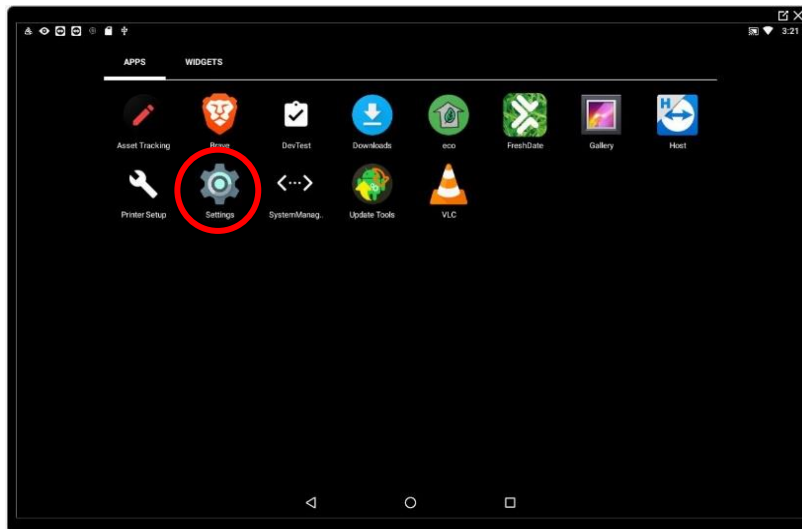 3:21
APPS WIDGETS
Asset Tracking Brave DevTest Downloads eco FreshDate Gallery Host
H
Printer Setup Settings SystemManag.. Update Tools VLC